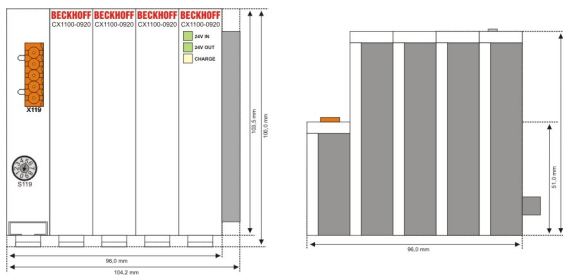 BECKHOFF BECKHOFF BECKHOFF BECKHOFF
CX1100-0920 CX1100-0920 CX1100-0920 CX1100-0920
24V IN
24V OUT
CHARGE
X119
S119
103,5 mm
100,0 mm
96,0 mm
104,2 mm
51,0 mm
96,0 mm